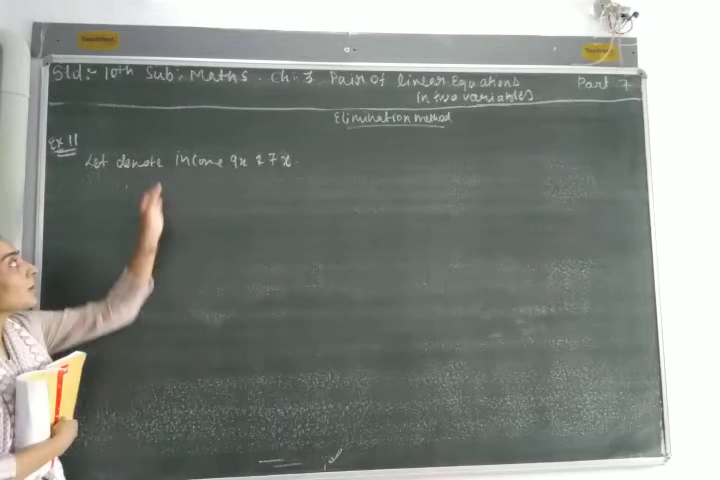 Std:- 10th Sub: Maths. Ch: 3 Pair of linear Equations Part 7
in two variables
Elimination method
Ex 11
Let denote income 9x & 7x.